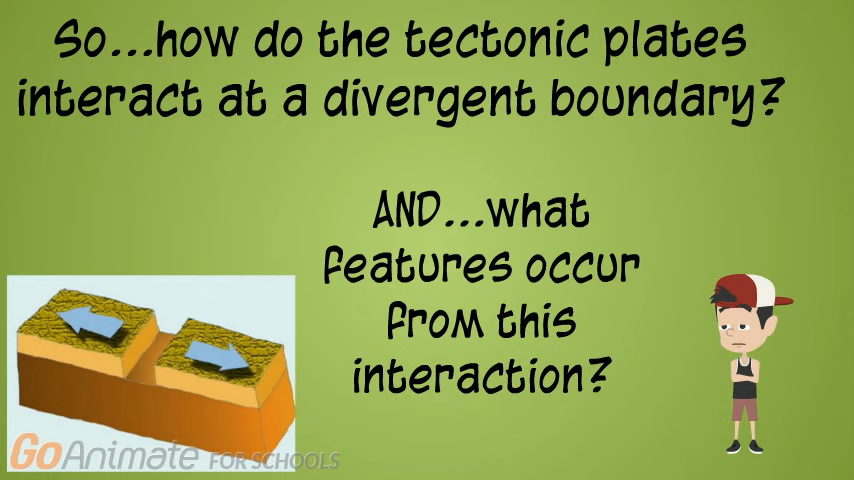 So...how do the tectonic plates
interact at a divergent boundary?
AND...what
features occur
from this
interaction?
GoAnimate FOR SCHOOLS